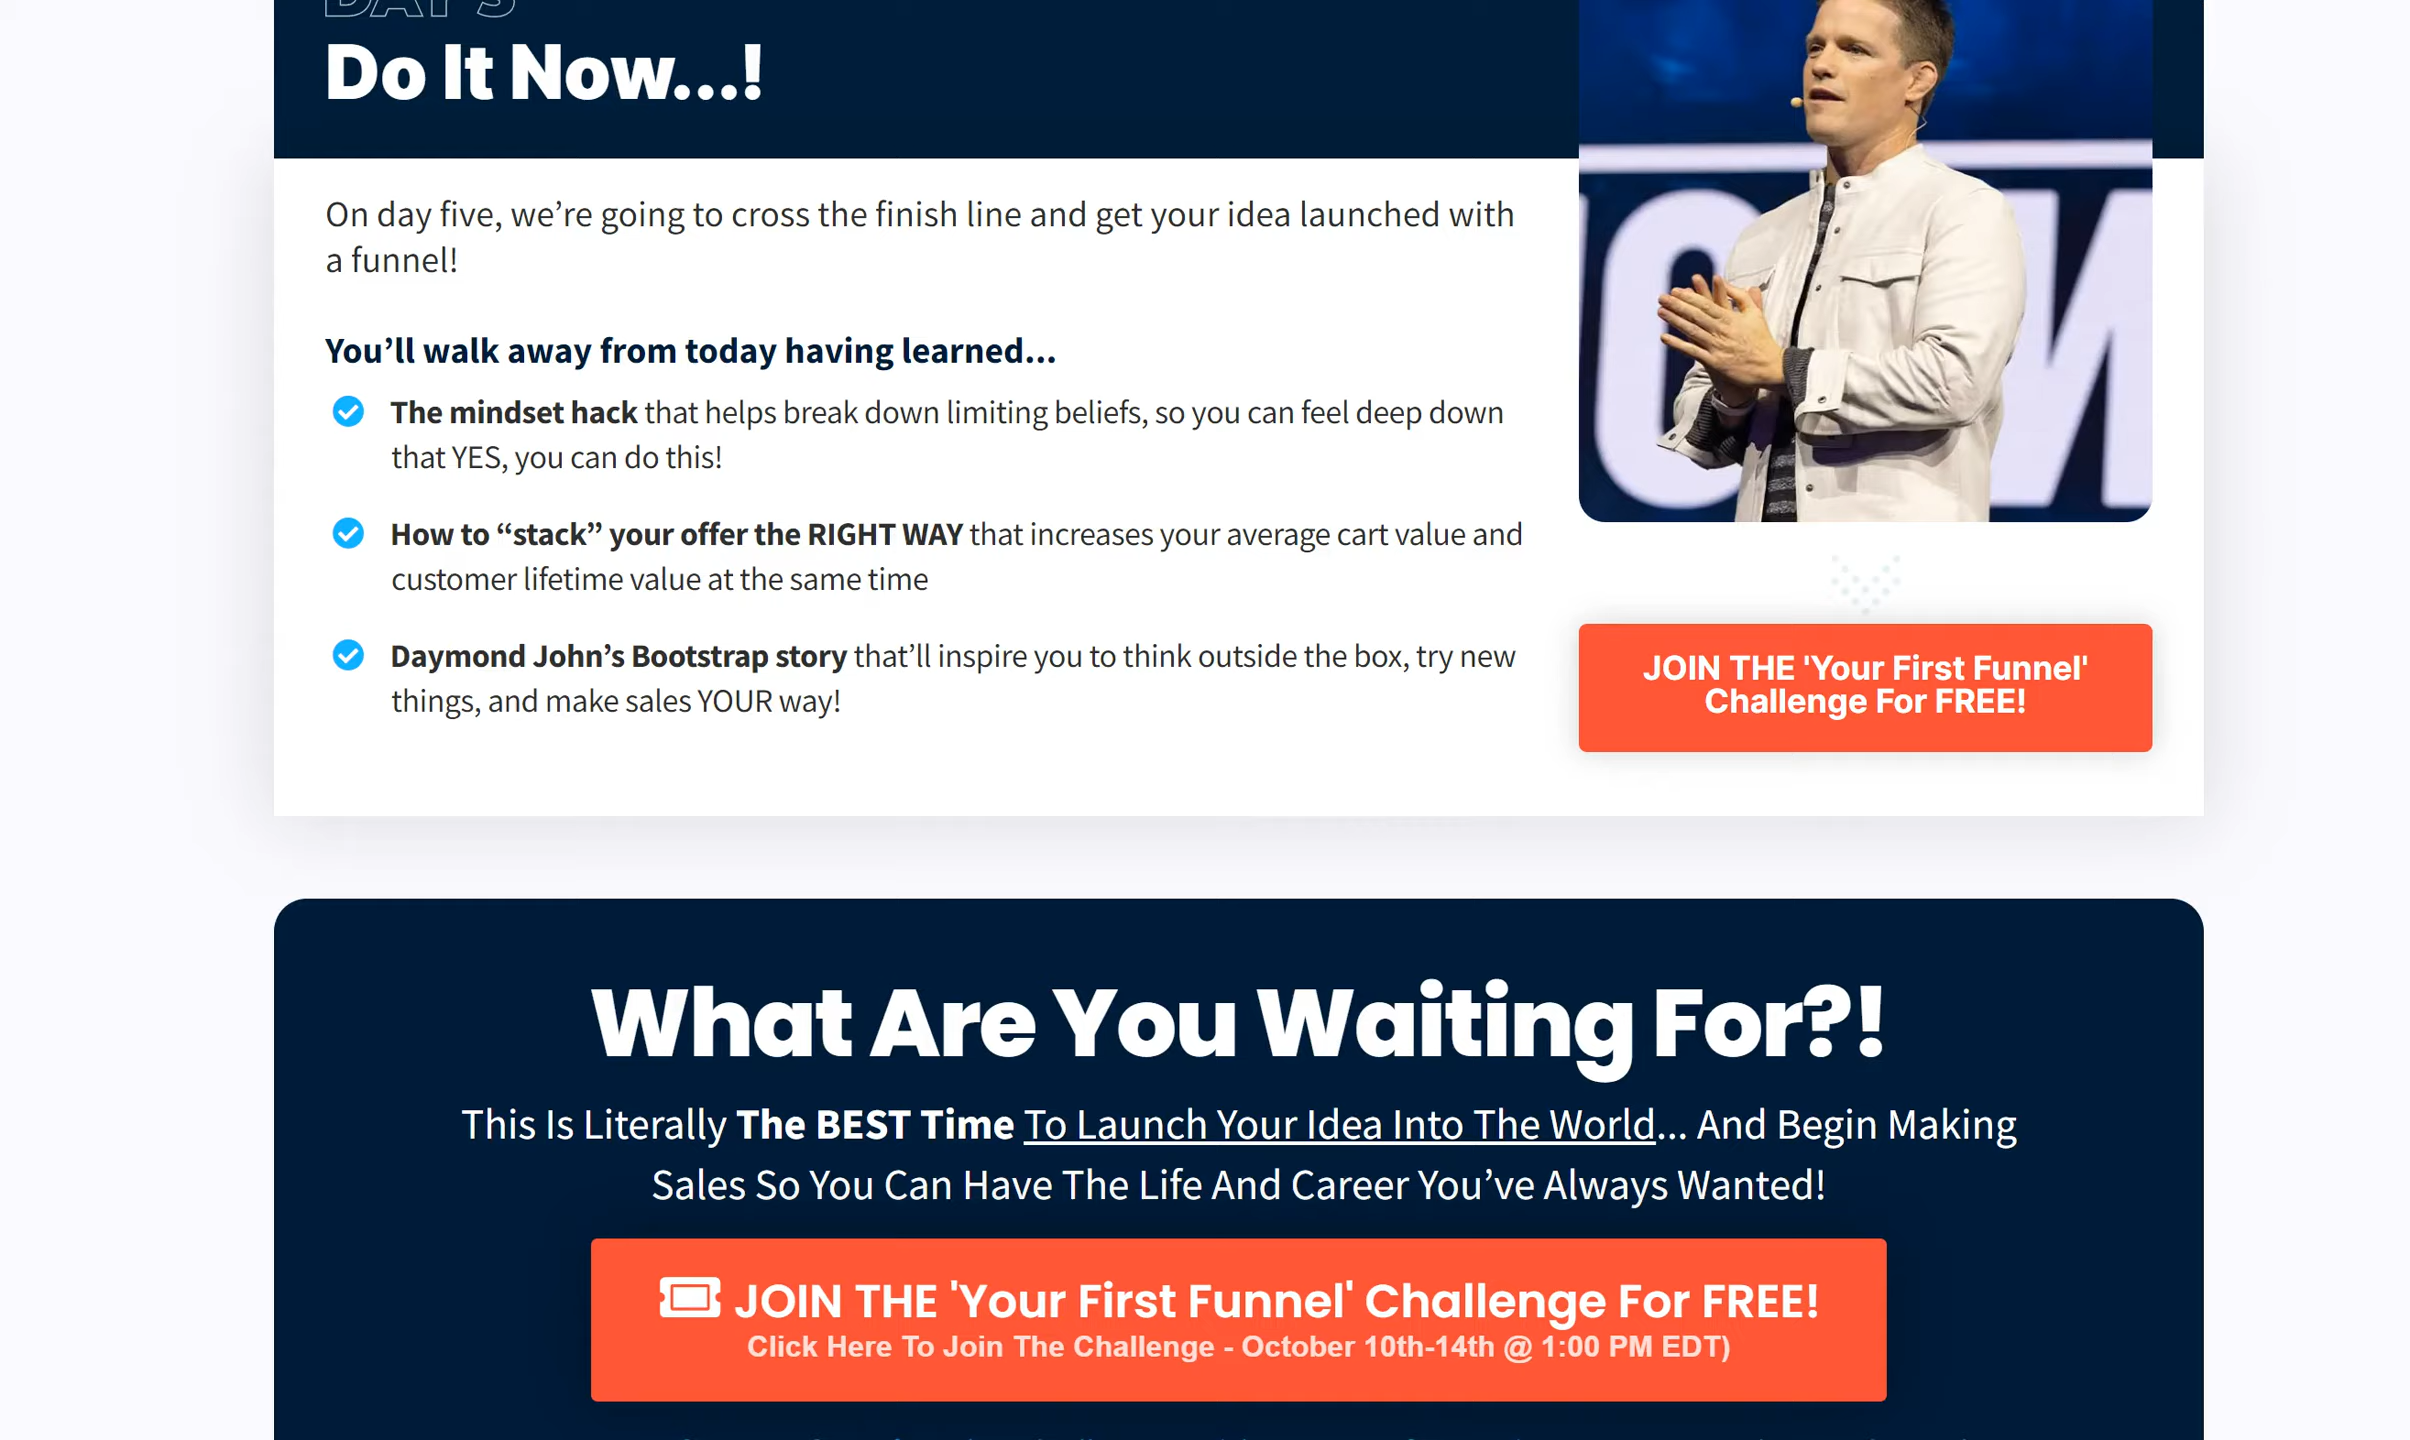 DAY 5
Do It Now...!
On day five, we’re going to cross the finish line and get your idea launched with
a funnel!
You’ll walk away from today having learned...
The mindset hack that helps break down limiting beliefs, so you can feel deep down
that YES, you can do this!
How to “stack” your offer the RIGHT WAY that increases your average cart value and
customer lifetime value at the same time
Daymond John’s Bootstrap story that’ll inspire you to think outside the box, try new
things, and make sales YOUR way!
JOIN THE 'Your First Funnel'
Challenge For FREE!
What Are You Waiting For?!
This Is Literally The BEST Time To Launch Your Idea Into The World... And Begin Making
Sales So You Can Have The Life And Career You’ve Always Wanted!
JOIN THE 'Your First Funnel' Challenge For FREE!
Click Here To Join The Challenge - October 10th-14th @ 1:00 PM EDT)